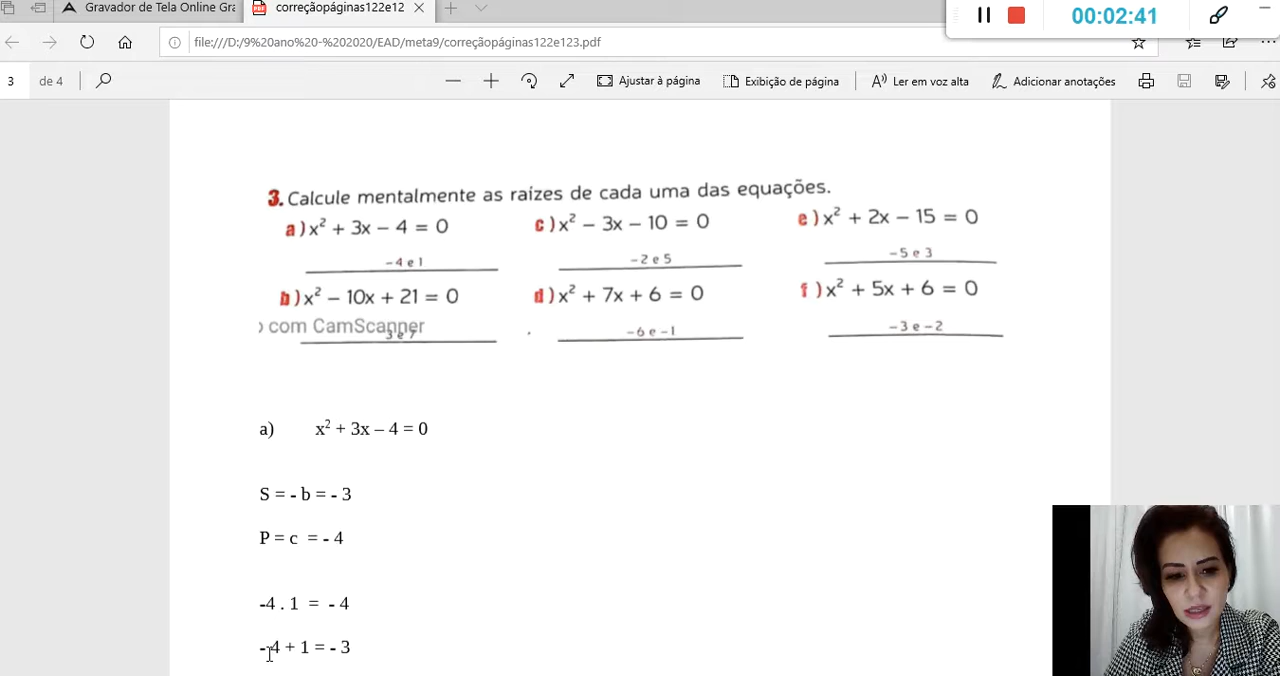 Gravador de Tela Online Gra
correçãopáginas122e12
00:02:41
file:///D:/9%20ano%20-%202020/EAD/meta9/correçãopáginas122e123.pdf
3 de 4
Ajustar à página
Exibição de página
Ler em voz alta
Adicionar anotações
3. Calcule mentalmente as raízes de cada uma das equações.
a) x² + 3x – 4 = 0
c) x² – 3x – 10 = 0
e) x² + 2x – 15 = 0
-4 e 1
-2 e 5
-5 e 3
b) x² – 10x + 21 = 0
d) x² + 7x + 6 = 0
f) x² + 5x + 6 = 0
com CamScanner
3 e 7
-6 e -1
-3 e -2
a) x² + 3x – 4 = 0
S = - b = - 3
P = c = - 4
-4 . 1 = - 4
- 4 + 1 = - 3